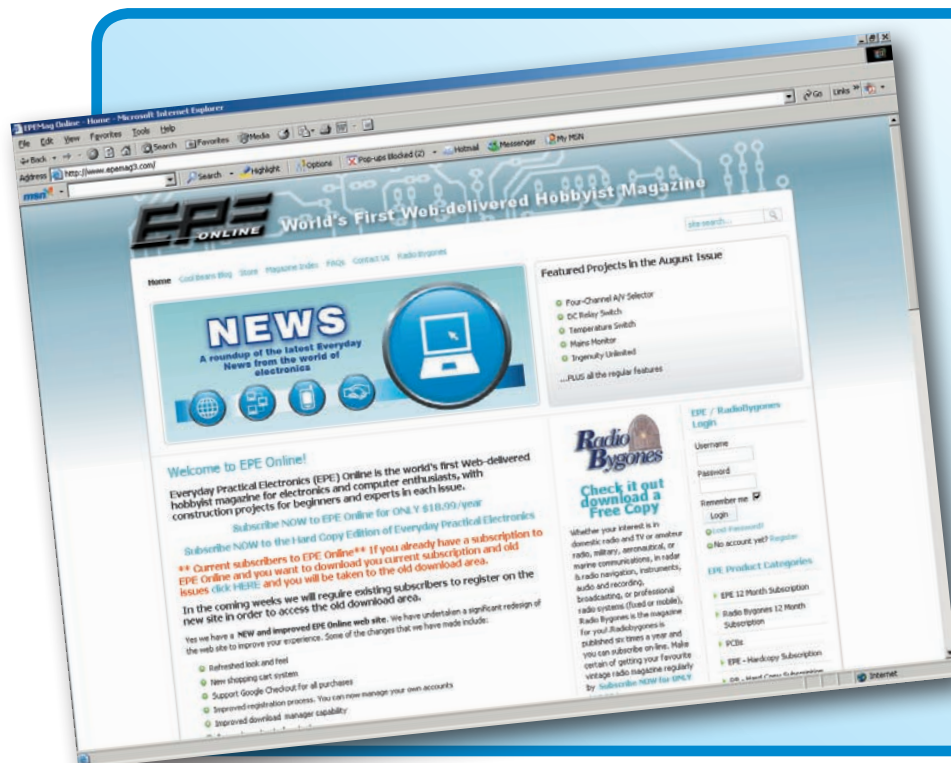 EPEMag Online - Home - Microsoft Internet Explorer
File Edit View Favorites Tools Help
Back Search Favorites Media
Address http://www.epemag3.com/ Go Links
msn Search Highlight Options Pop-ups Blocked (2) Hotmail Messenger My MSN
EPE ONLINE World's First Web-delivered Hobbyist Magazine
site search...
Home Cool Beans Blog Store Magazine Index FAQs Contact Us Radio Bygones
NEWS
A roundup of the latest Everyday
News from the world of
electronics
Featured Projects in the August Issue
Four-Channel A/V Selector
DC Relay Switch
Temperature Switch
Mains Monitor
Ingenuity Unlimited
...PLUS all the regular features
Welcome to EPE Online!
Everyday Practical Electronics (EPE) Online is the world's first Web-delivered
hobbyist magazine for electronics and computer enthusiasts, with
construction projects for beginners and experts in each issue.
Subscribe NOW to EPE Online for ONLY $18.99/year
Subscribe NOW to the Hard Copy Edition of Everyday Practical Electronics
** Current subscribers to EPE Online** If you already have a subscription to
EPE Online and you want to download you current subscription and old
issues click HERE and you will be taken to the old download area.
In the coming weeks we will require existing subscribers to register on the
new site in order to access the old download area.
Yes we have a NEW and improved EPE Online web site. We have undertaken a significant redesign of
the web site to improve your experience. Some of the changes that we have made include:
Refreshed look and feel
New shopping cart system
Support Google Checkout for all purchases
Improved registration process. You can now manage your own accounts
Improved download manager capability
Radio
Bygones
Check it out
download a
Free Copy
Whether your interest is in
domestic radio and TV or amateur
radio, military, aeronautical, or
marine communications, in radar
& radio navigation, instruments,
audio and recording,
broadcasting, or professional
radio systems (fixed or mobile),
Radio Bygones is the magazine
for you!.Radiobygones is
published six times a year and
you can subscribe on-line. Make
certain of getting your favourite
vintage radio magazine regularly
by Subscribe NOW for ONLY
EPE / RadioBygones
Login
Username
Password
Remember me
Login
Lost Password?
No account yet? Register
EPE Product Categories
EPE 12 Month Subscription
Radio Bygones 12 Month
Subscription
PCBs
EPE - Hardcopy Subscription
RB - Hard Copy Subscription
Internet